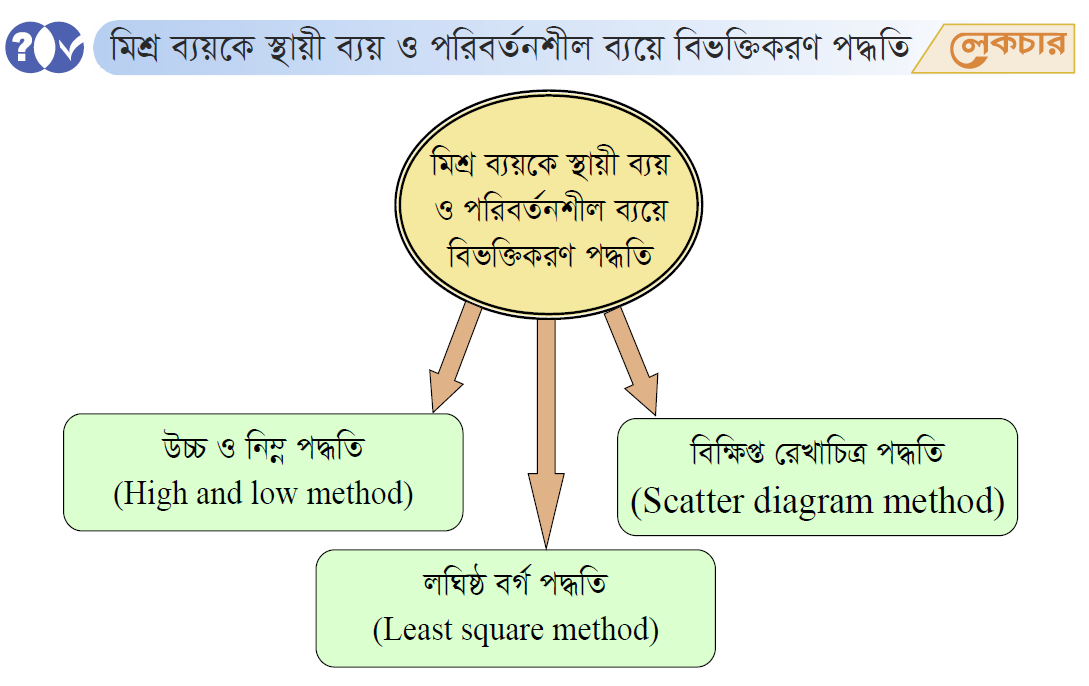 ?
মিশ্র ব্যয়কে স্থায়ী ব্যয় ও পরিবর্তনশীল ব্যয়ে বিভক্তিকরণ পদ্ধতি
লেকচার
মিশ্র ব্যয়কে স্থায়ী ব্যয়
ও পরিবর্তনশীল ব্যয়ে
বিভক্তিকরণ পদ্ধতি
উচ্চ ও নিম্ন পদ্ধতি
(High and low method)
বিক্ষিপ্ত রেখাচিত্র পদ্ধতি
(Scatter diagram method)
লঘিষ্ঠ বর্গ পদ্ধতি
(Least square method)